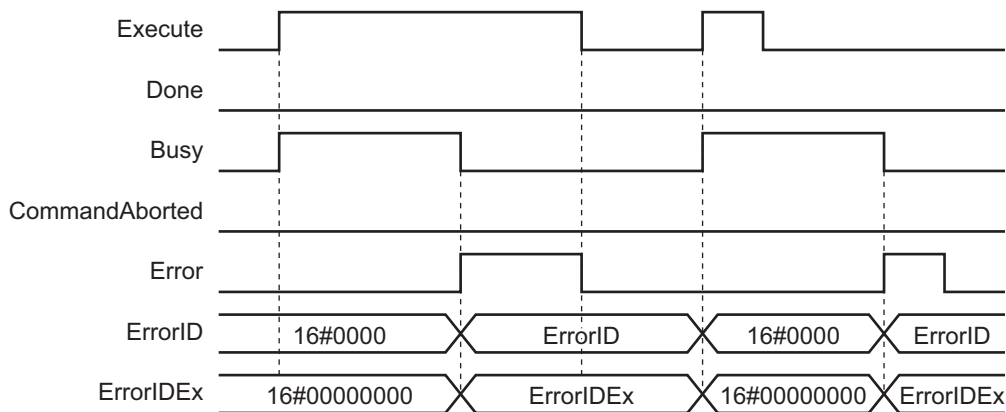 Execute
Done
Busy
CommandAborted
Error
ErrorID 16#0000 ErrorID 16#0000 ErrorID
ErrorIDEx 16#00000000 ErrorIDEx 16#00000000 ErrorIDEx